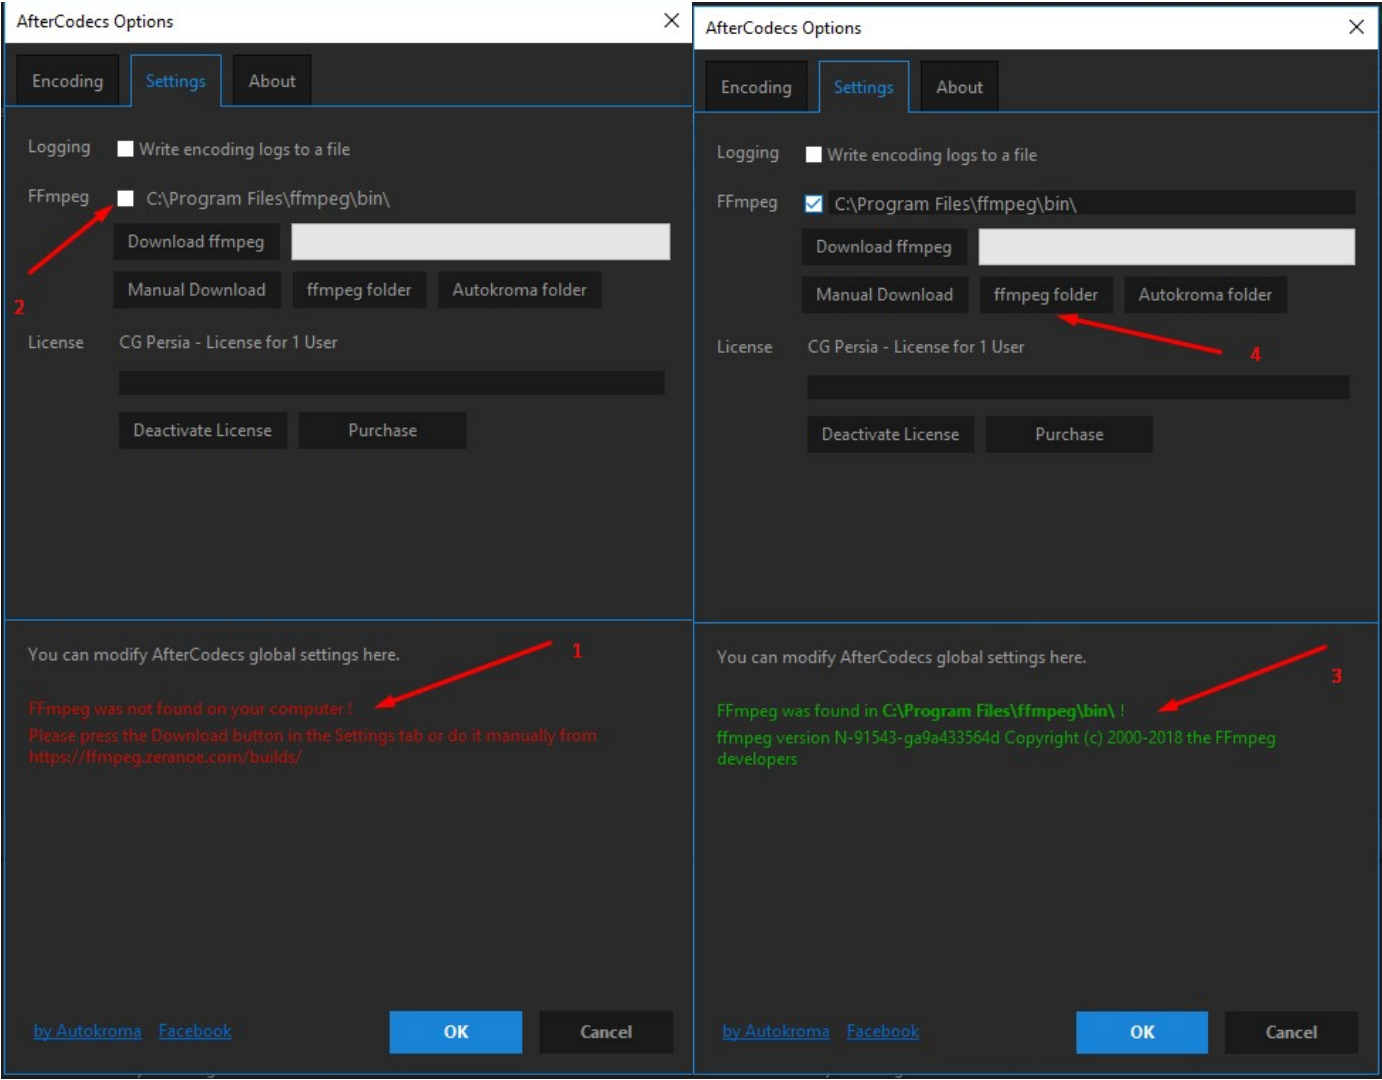 AfterCodecs Options
Encoding Settings About
Logging Write encoding logs to a file
FFmpeg C:\Program Files\ffmpeg\bin\
Download ffmpeg
Manual Download ffmpeg folder Autokroma folder
2
License CG Persia - License for 1 User
Deactivate License Purchase
You can modify AfterCodecs global settings here.
1
FFmpeg was not found on your computer !
Please press the Download button in the Settings tab or do it manually from
https://ffmpeg.zeranoe.com/builds/
by Autokroma Facebook OK Cancel
AfterCodecs Options
Encoding Settings About
Logging Write encoding logs to a file
FFmpeg C:\Program Files\ffmpeg\bin\
Download ffmpeg
Manual Download ffmpeg folder Autokroma folder
License CG Persia - License for 1 User
4
Deactivate License Purchase
You can modify AfterCodecs global settings here.
3
FFmpeg was found in C:\Program Files\ffmpeg\bin\ !
ffmpeg version N-91543-ga9a433564d Copyright (c) 2000-2018 the FFmpeg
developers
by Autokroma Facebook OK Cancel